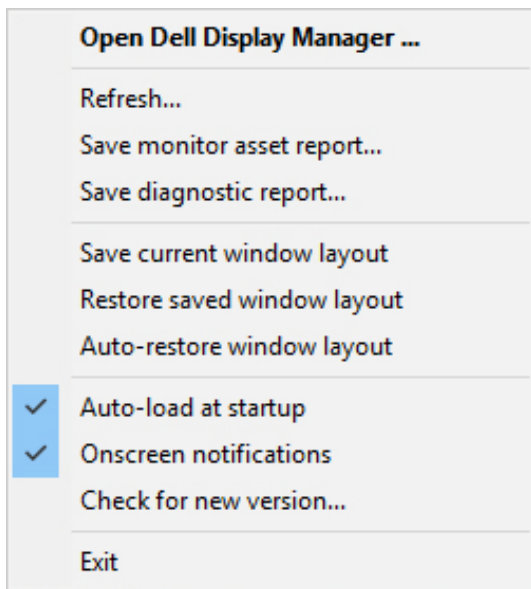 Open Dell Display Manager ...
Refresh...
Save monitor asset report...
Save diagnostic report...
Save current window layout
Restore saved window layout
Auto-restore window layout
Auto-load at startup
Onscreen notifications
Check for new version...
Exit